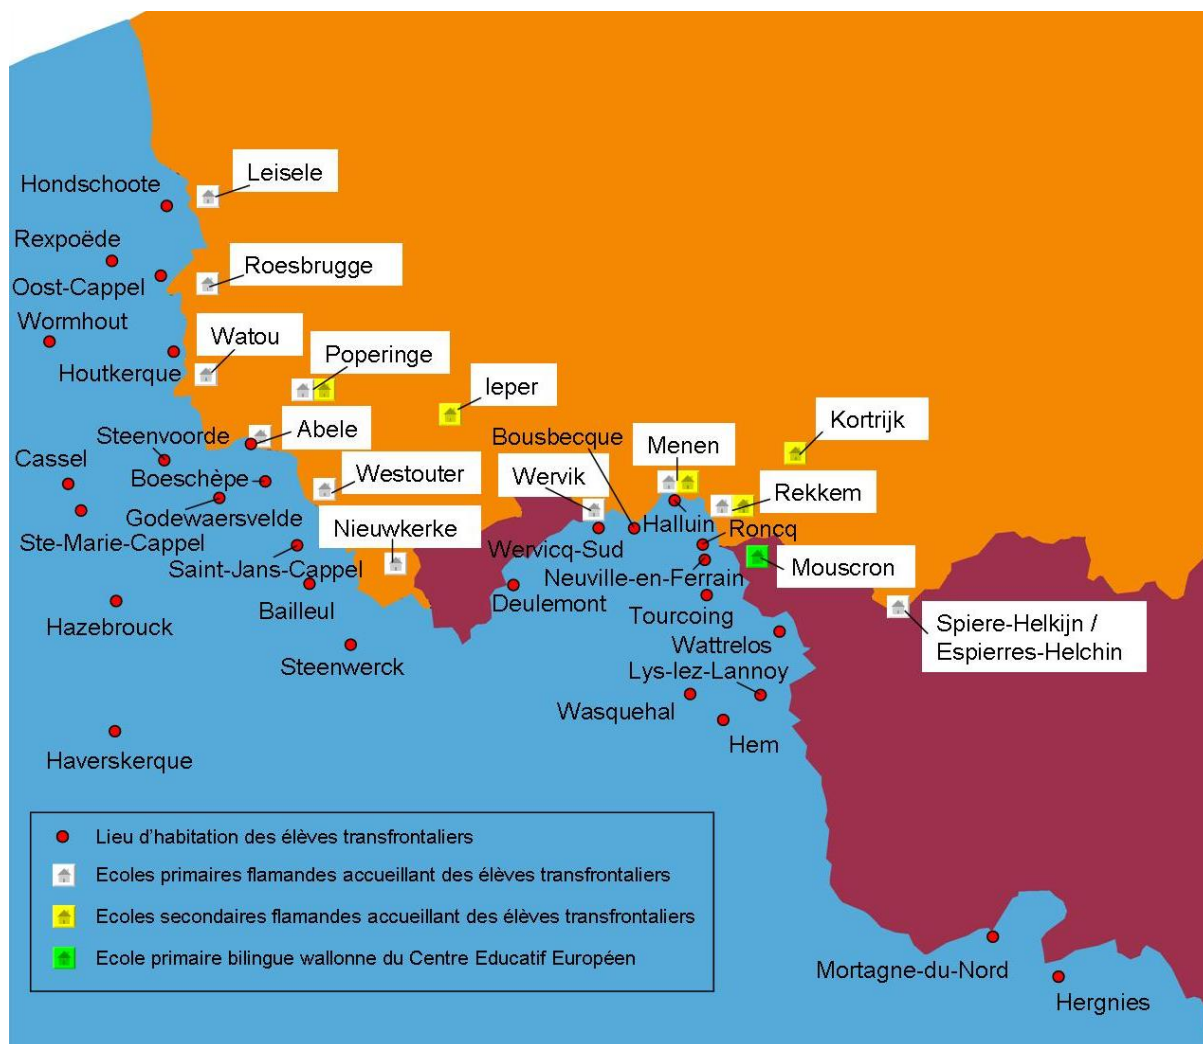 Leisele
Hondschoote
Rexpoëde
Roesbrugge
Oost-Cappel
Wormhout
Watou
Houtkerque
Poperinge
Ieper
Abele
Steenvoorde
Bousbecque
Kortrijk
Menen
Cassel
Boeschèpe
Westouter
Wervik
Rekkem
Godewaersvelde
Nieuwkerke
Halluin
Roncq
Ste-Marie-Cappel
Wervicq-Sud
Saint-Jans-Cappel
Neuville-en-Ferrain
Mouscron
Bailleul
Deulemont
Tourcoing
Hazebrouck
Spiere-Helkijn /
Espierres-Helchin
Wattrelos
Steenwerck
Lys-lez-Lannoy
Wasquehal
Hem
Haverskerque
Lieu d'habitation des élèves transfrontaliers
Ecoles primaires flamandes accueillant des élèves transfrontaliers
Ecoles secondaires flamandes accueillant des élèves transfrontaliers
Ecole primaire bilingue wallonne du Centre Educatif Européen
Mortagne-du-Nord
Hergnies